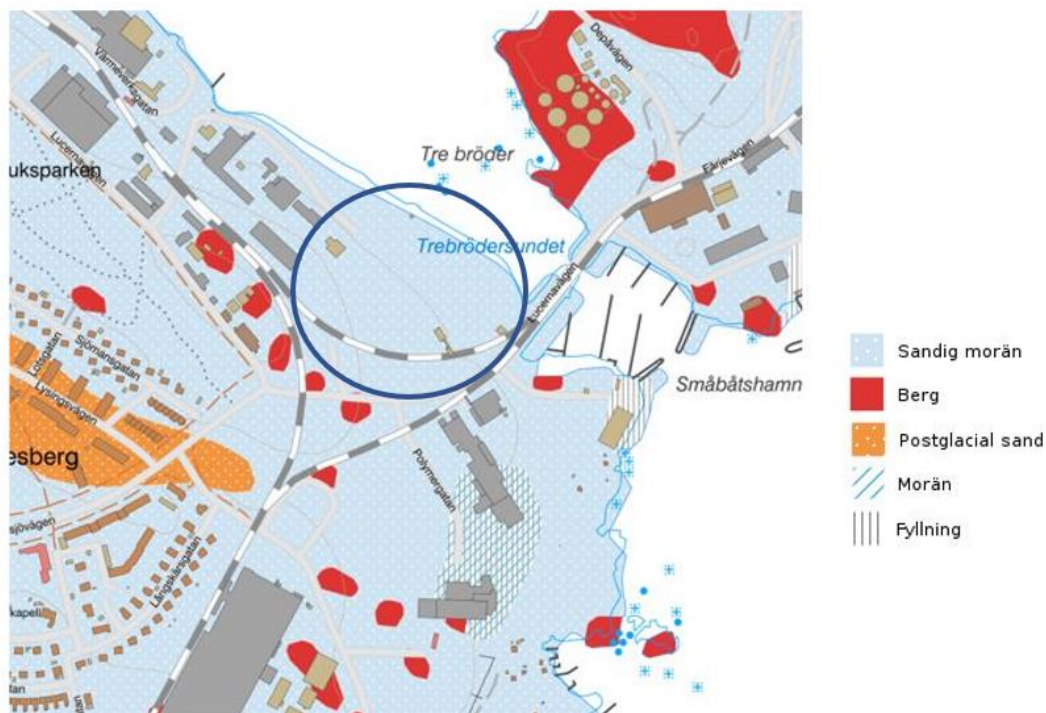 Depåvägen
Värmeverksgatan
Lucernavägen
uksparken
Tre bröder
Färjevägen
Trebrödersundet
Lucernavägen
Småbåtshamn
Lotsgatan
Sjömansgatan
Lysingsvägen
esberg
Polymergatan
sjövägen
Långskärsgatan
kapell
tan
Sandig morän
Berg
Postglacial sand
Morän
Fyllning